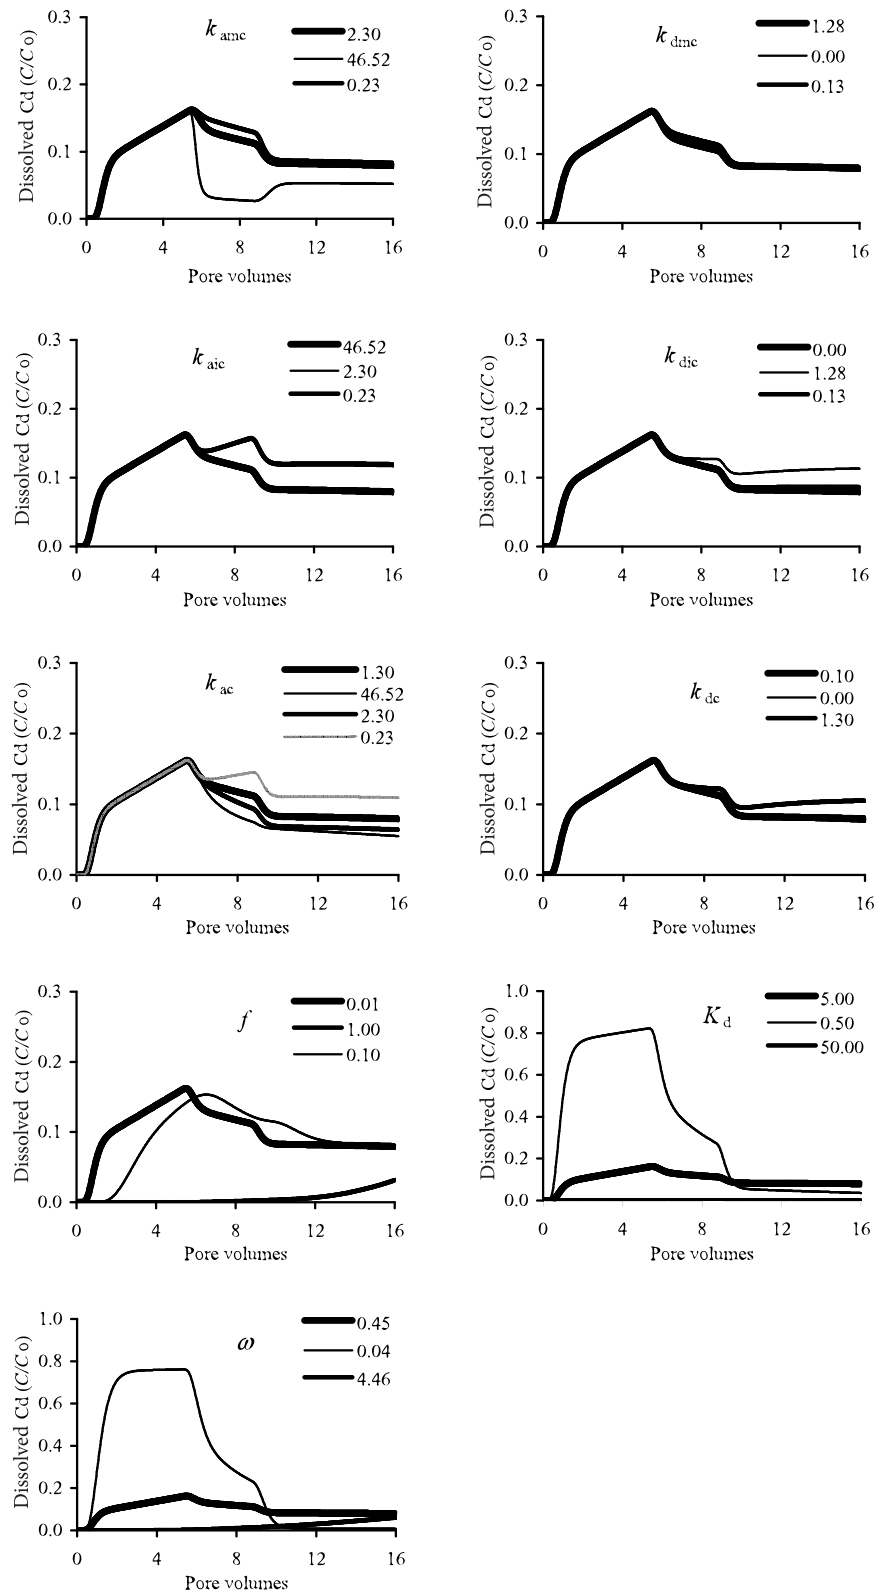 k amc
2.30
46.52
0.23
Dissolved Cd (C/Co)
0.3
0.2
0.1
0.0
0 4 8 12 16
Pore volumes
k dmc
1.28
0.00
0.13
Dissolved Cd (C/Co)
0.3
0.2
0.1
0.0
0 4 8 12 16
Pore volumes
k aic
46.52
2.30
0.23
Dissolved Cd (C/Co)
0.3
0.2
0.1
0.0
0 4 8 12 16
Pore volumes
k dic
0.00
1.28
0.13
Dissolved Cd (C/Co)
0.3
0.2
0.1
0.0
0 4 8 12 16
Pore volumes
k ac
1.30
46.52
2.30
0.23
Dissolved Cd (C/Co)
0.3
0.2
0.1
0.0
0 4 8 12 16
Pore volumes
k dc
0.10
0.00
1.30
Dissolved Cd (C/Co)
0.3
0.2
0.1
0.0
0 4 8 12 16
Pore volumes
f
0.01
1.00
0.10
Dissolved Cd (C/Co)
0.3
0.2
0.1
0.0
0 4 8 12 16
Pore volumes
K d
5.00
0.50
50.00
Dissolved Cd (C/Co)
1.0
0.8
0.6
0.4
0.2
0.0
0 4 8 12 16
Pore volumes
ω
0.45
0.04
4.46
Dissolved Cd (C/Co)
1.0
0.8
0.6
0.4
0.2
0.0
0 4 8 12 16
Pore volumes